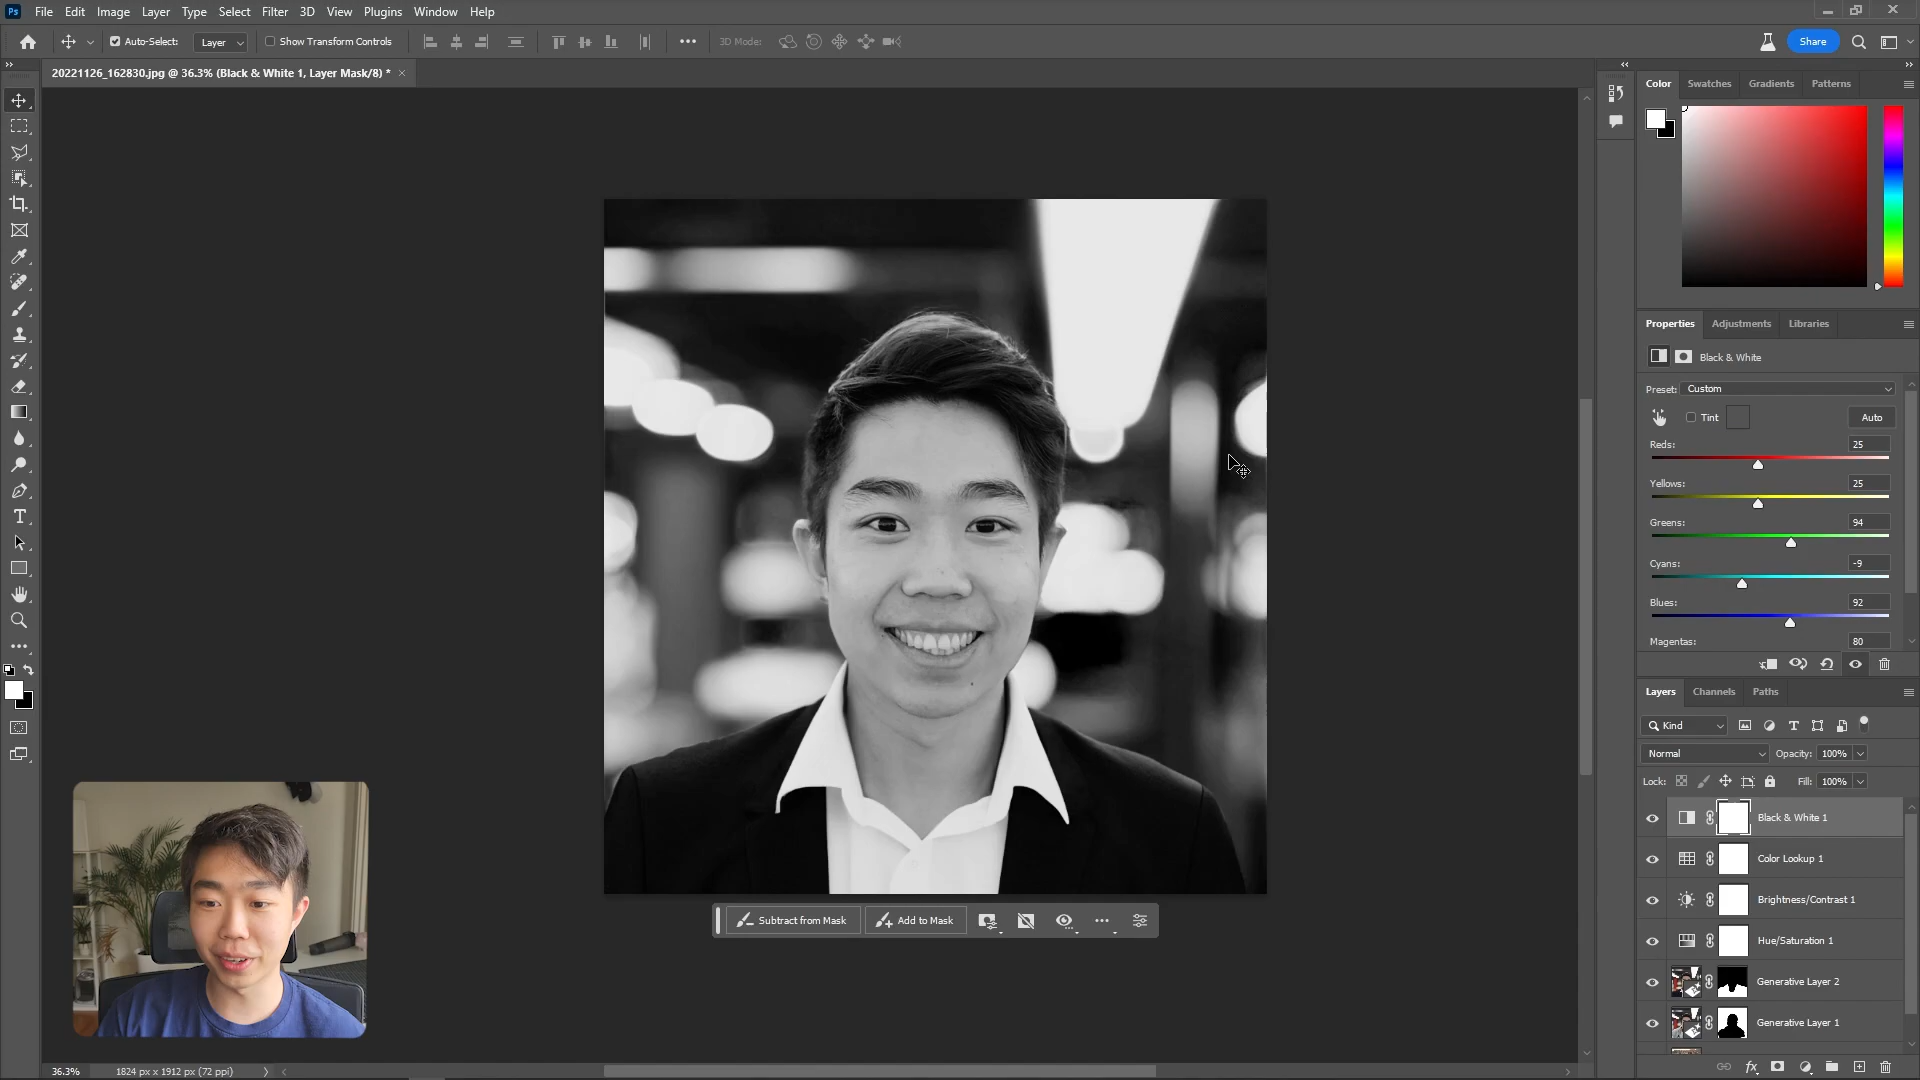 Ps File Edit Image Layer Type Select Filter 3D View Plugins Window Help
Auto-Select: Layer Show Transform Controls 3D Mode: Share
20221126_162830.jpg @ 36.3% (Black & White 1, Layer Mask/8) *
Color Swatches Gradients Patterns
Properties Adjustments Libraries
Black & White
Preset: Custom
Tint Auto
Reds: 25
Yellows: 25
Greens: 94
Cyans: -9
Blues: 92
Magentas: 80
Layers Channels Paths
Kind
Normal Opacity: 100%
Lock: Fill: 100%
Black & White 1
Color Lookup 1
Brightness/Contrast 1
Hue/Saturation 1
Generative Layer 2
Generative Layer 1
Subtract from Mask Add to Mask
36.3% 1824 px x 1912 px (72 ppi)